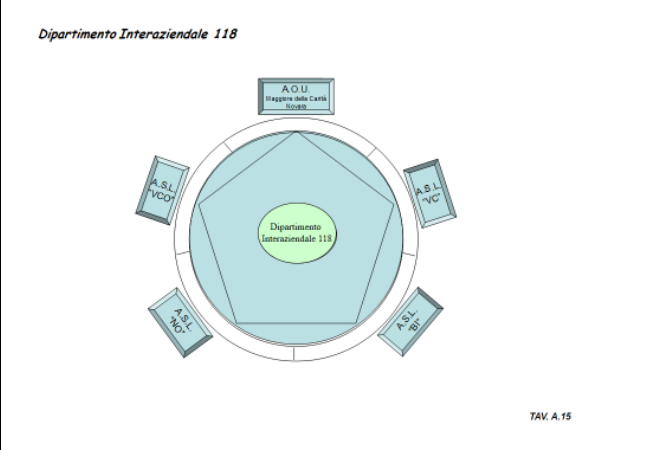 Dipartimento Interaziendale 118
A.O.U.
Maggiore della Carità
Novara
A.S.L.
"VCO"
A.S.L.
"VC"
Dipartimento
Interaziendale 118
A.S.L.
"NO"
A.S.L.
"BI"
TAV. A.15